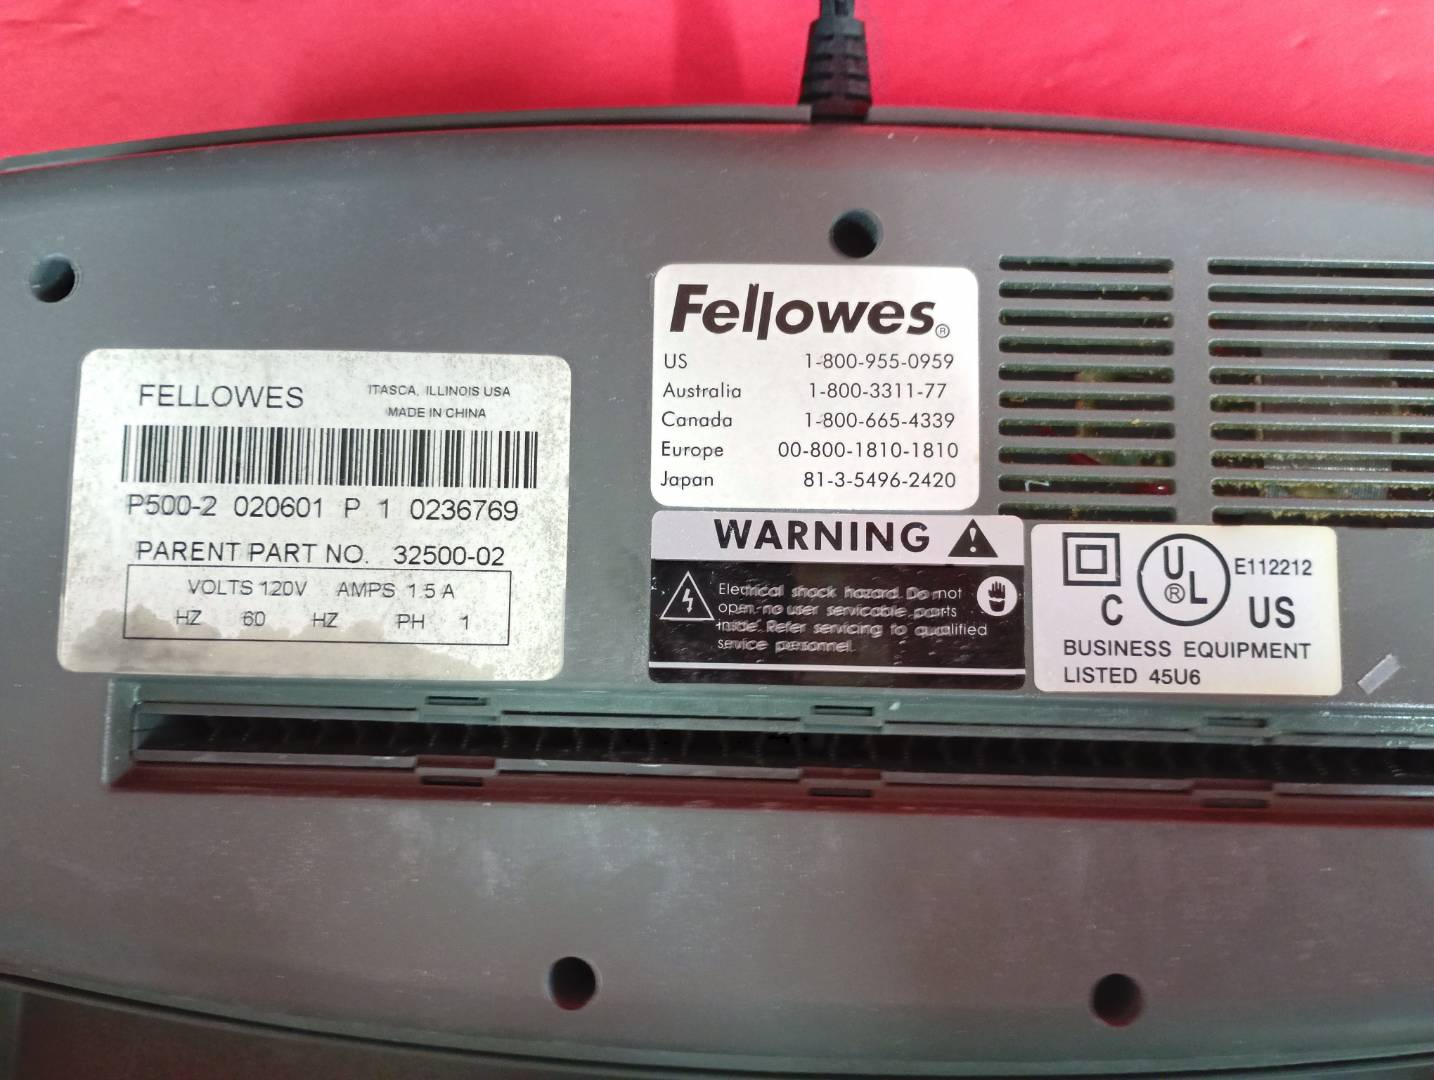 FELLOWES
ITASCA, ILLINOIS USA
MADE IN CHINA
P500-2 020601 P 1 0236769
PARENT PART NO. 32500-02
VOLTS 120V AMPS 1.5 A
HZ 60 HZ PH 1
Fellowes®
US 1-800-955-0959
Australia 1-800-3311-77
Canada 1-800-665-4339
Europe 00-800-1810-1810
Japan 81-3-5496-2420
WARNING
Electrical shock hazard. Do not
open. no user servicable parts
inside. Refer servicing to qualified
service personnel.
UL ®
E112212
C US
BUSINESS EQUIPMENT
LISTED 45U6